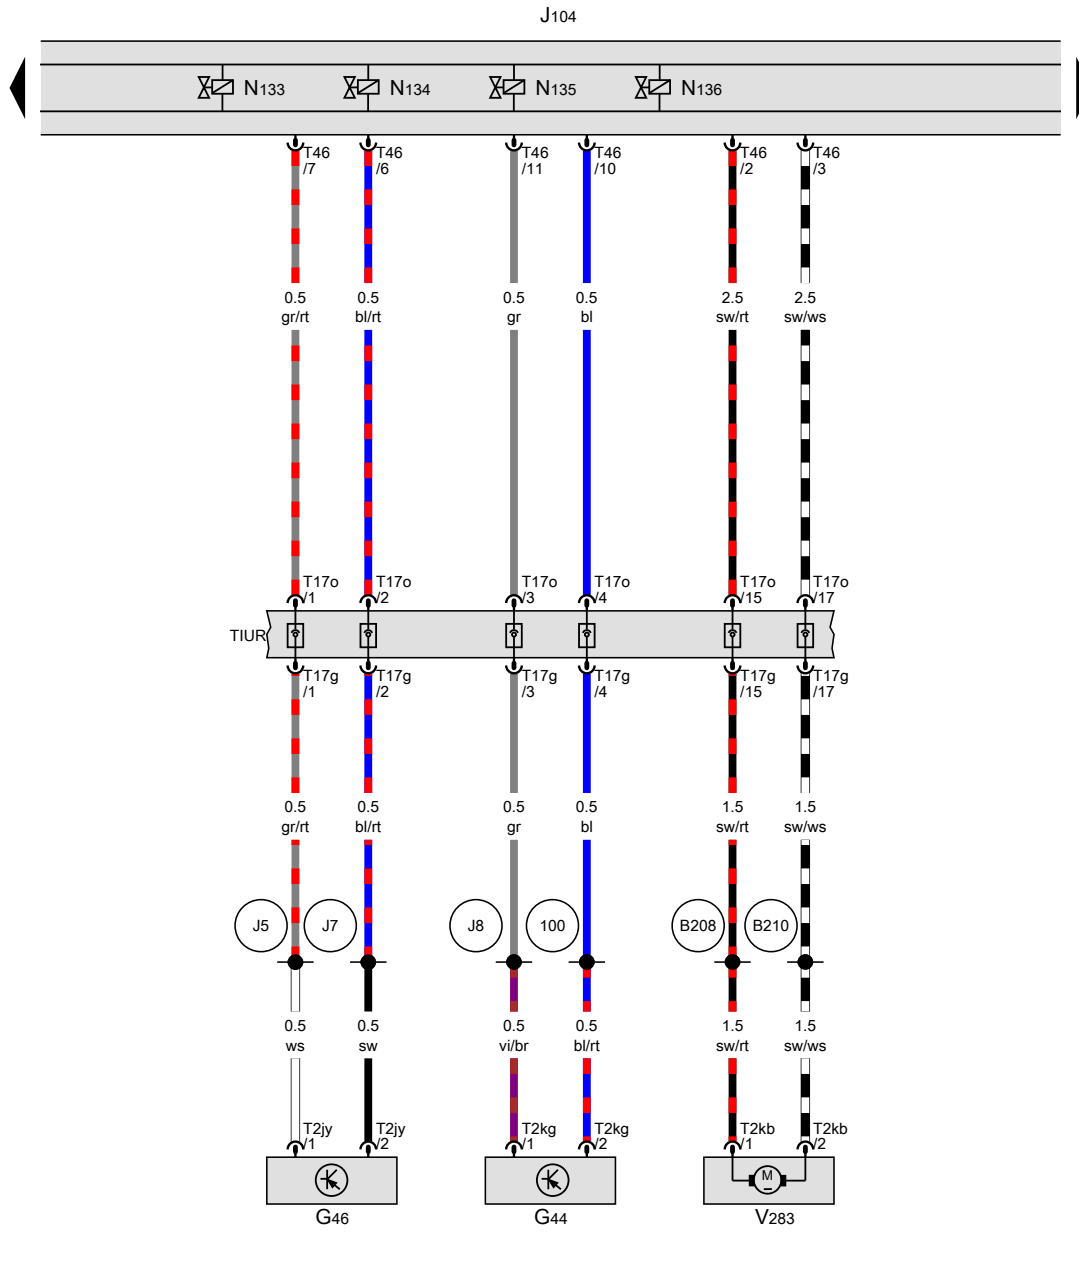 J104
N133 N134 N135 N136
T46 T46 T46 T46 T46 T46
/7 /6 /11 /10 /2 /3
0.5 0.5 0.5 0.5 2.5 2.5
gr/rt bl/rt gr bl sw/rt sw/ws
T17o T17o T17o T17o T17o T17o
/1 /2 /3 /4 /15 /17
TIUR
T17g T17g T17g T17g T17g T17g
/1 /2 /3 /4 /15 /17
0.5 0.5 0.5 0.5 1.5 1.5
gr/rt bl/rt gr bl sw/rt sw/ws
J5 J7 J8 100 B208 B210
0.5 0.5 0.5 0.5 1.5 1.5
ws sw vi/br bl/rt sw/rt sw/ws
T2jy T2jy T2kg T2kg T2kb T2kb
/1 /2 /1 /2 /1 /2
M
G46 G44 V283